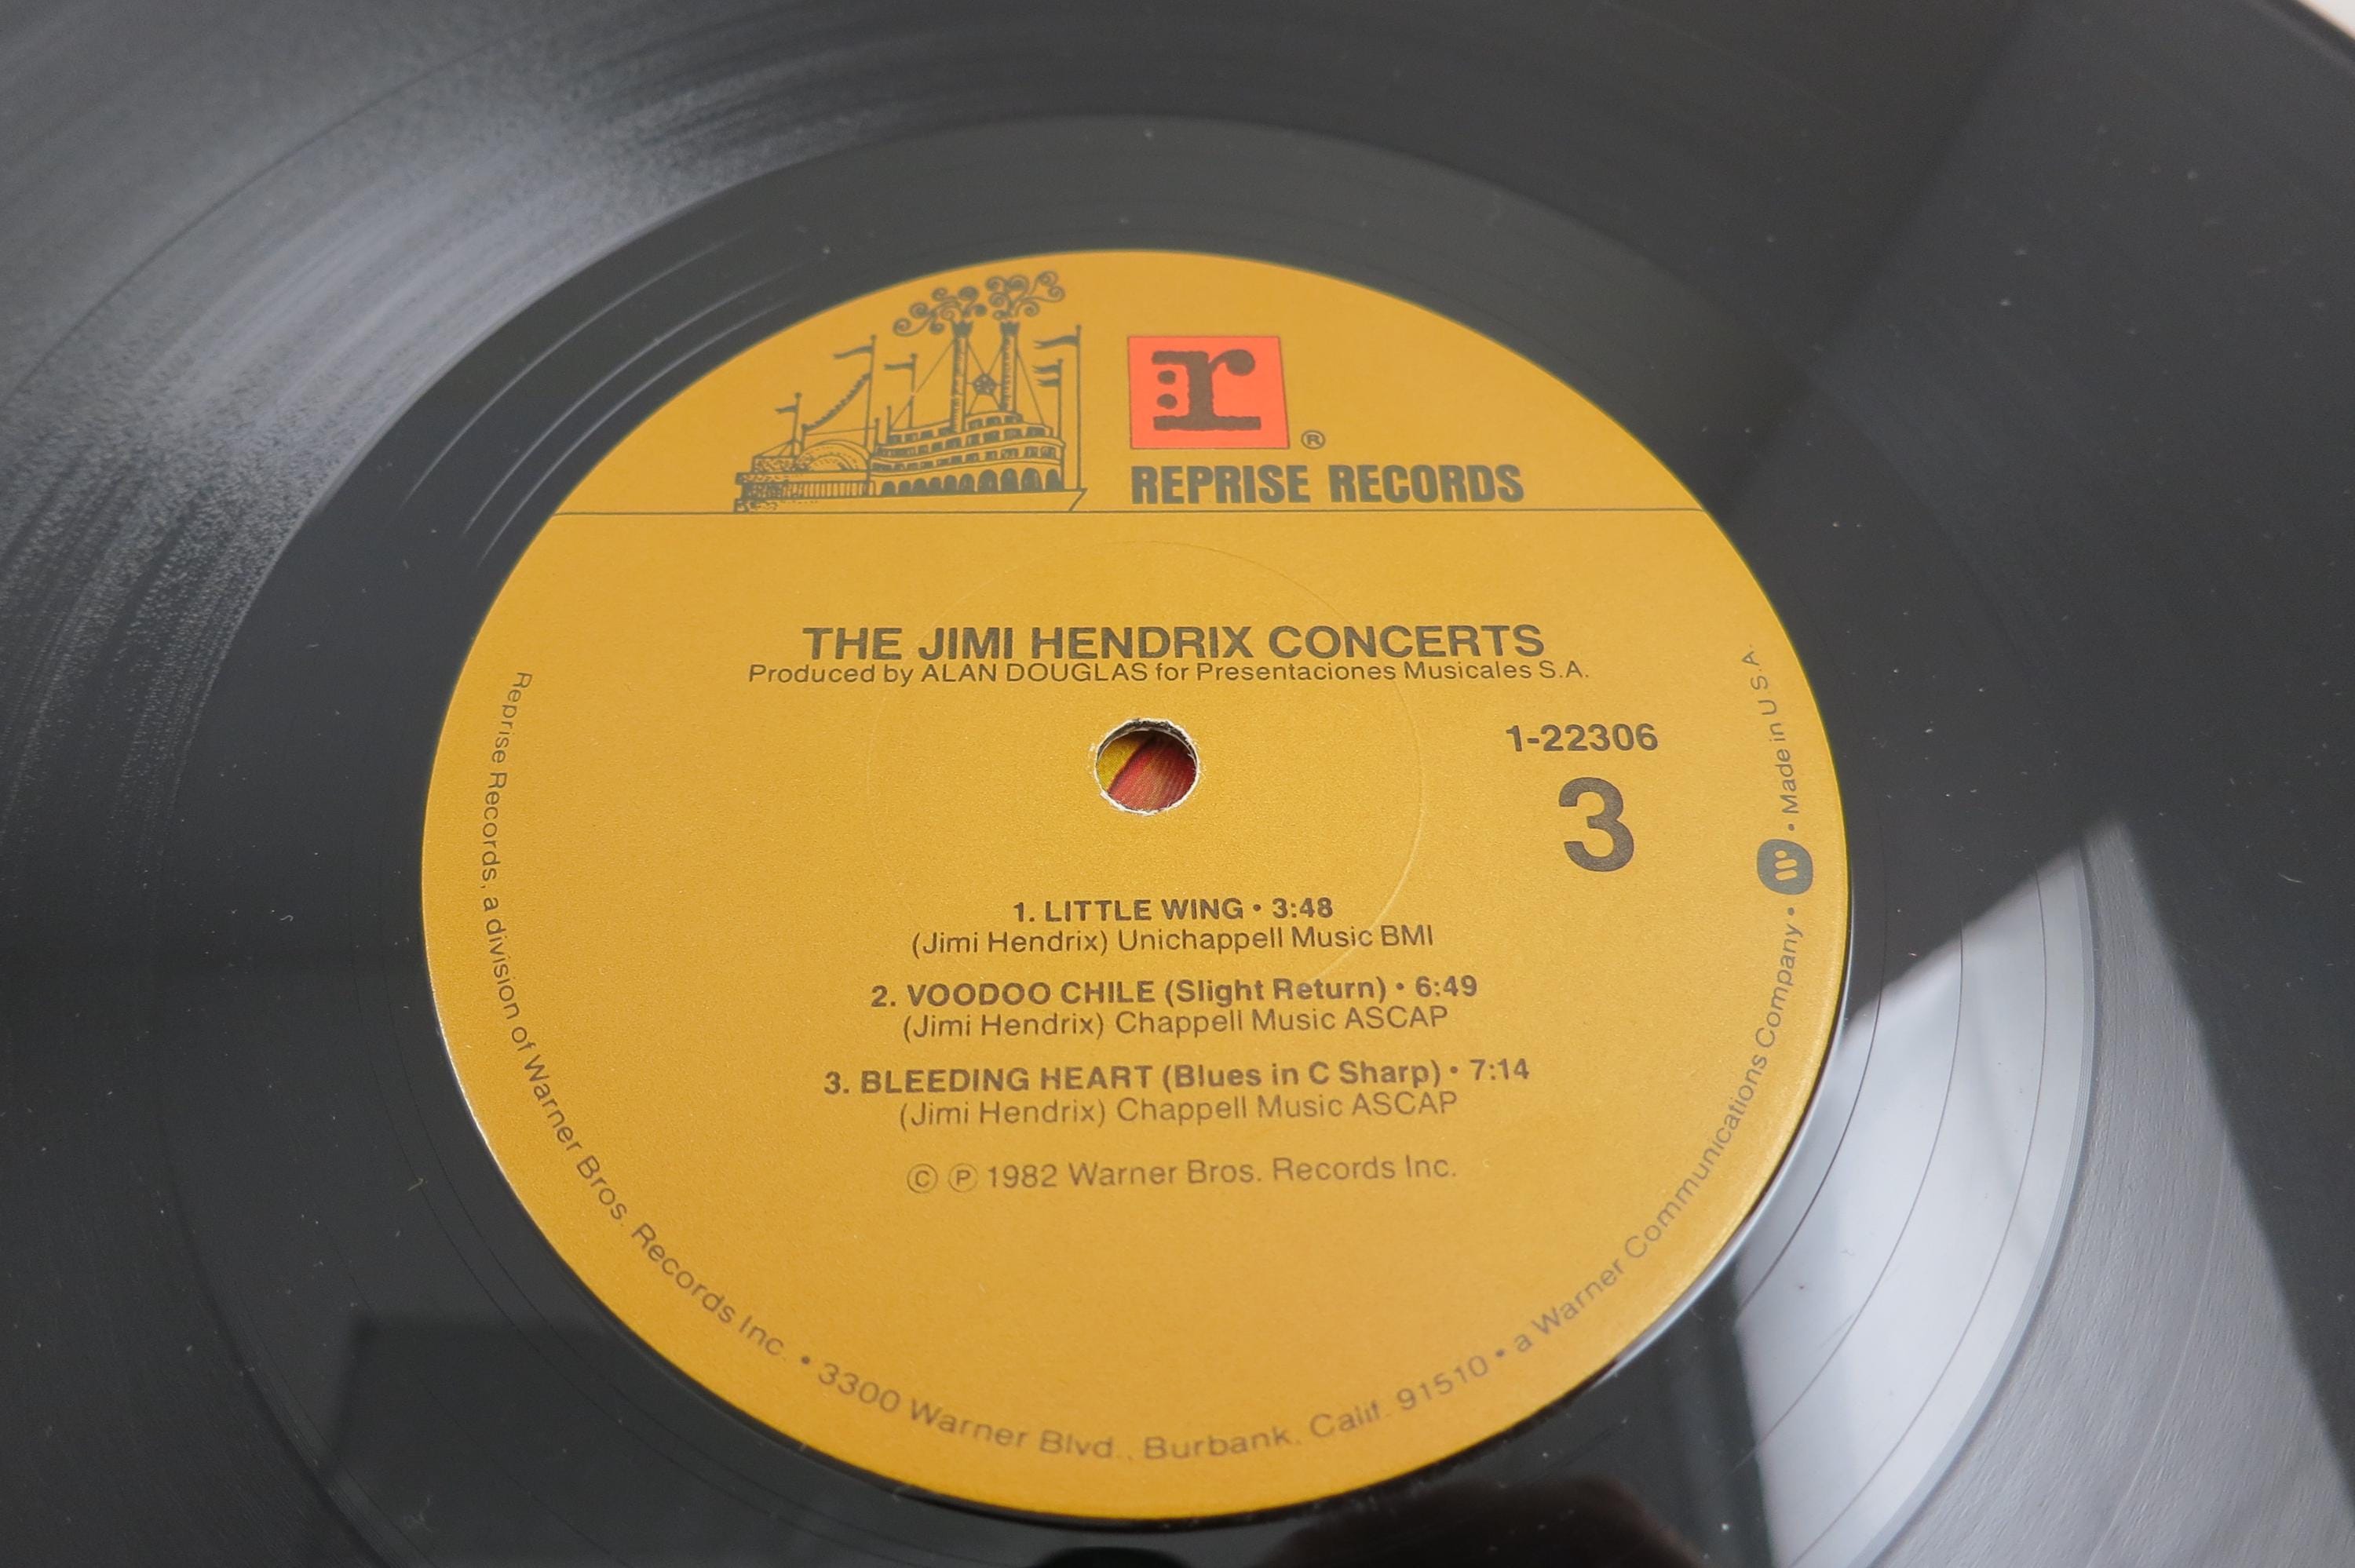 r
®
REPRISE RECORDS
THE JIMI HENDRIX CONCERTS
Produced by ALAN DOUGLAS for Presentaciones Musicales S.A.
1-22306
3
1. LITTLE WING • 3:48
(Jimi Hendrix) Unichappell Music BMI
2. VOODOO CHILE (Slight Return) • 6:49
(Jimi Hendrix) Chappell Music ASCAP
3. BLEEDING HEART (Blues in C Sharp) • 7:14
(Jimi Hendrix) Chappell Music ASCAP
© ℗ 1982 Warner Bros. Records Inc.
Reprise Records, a division of Warner Bros. Records Inc. • 3300 Warner Blvd., Burbank, Calif. 91510 • a Warner Communications Company • W • Made in U.S.A.